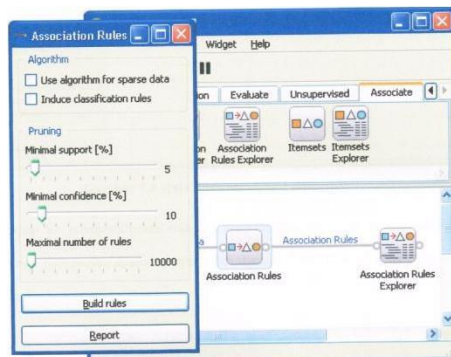 Association Rules
Algorithm
Use algorithm for sparse data
Induce classification rules
Pruning
Minimal support [%]
5
Minimal confidence [%]
10
Maximal number of rules
10000
Build rules
Report
Widget Help
Evaluate Unsupervised Associate
Association Rules Explorer
Itemsets
Itemsets Explorer
Association Rules
Association Rules
Association Rules Explorer